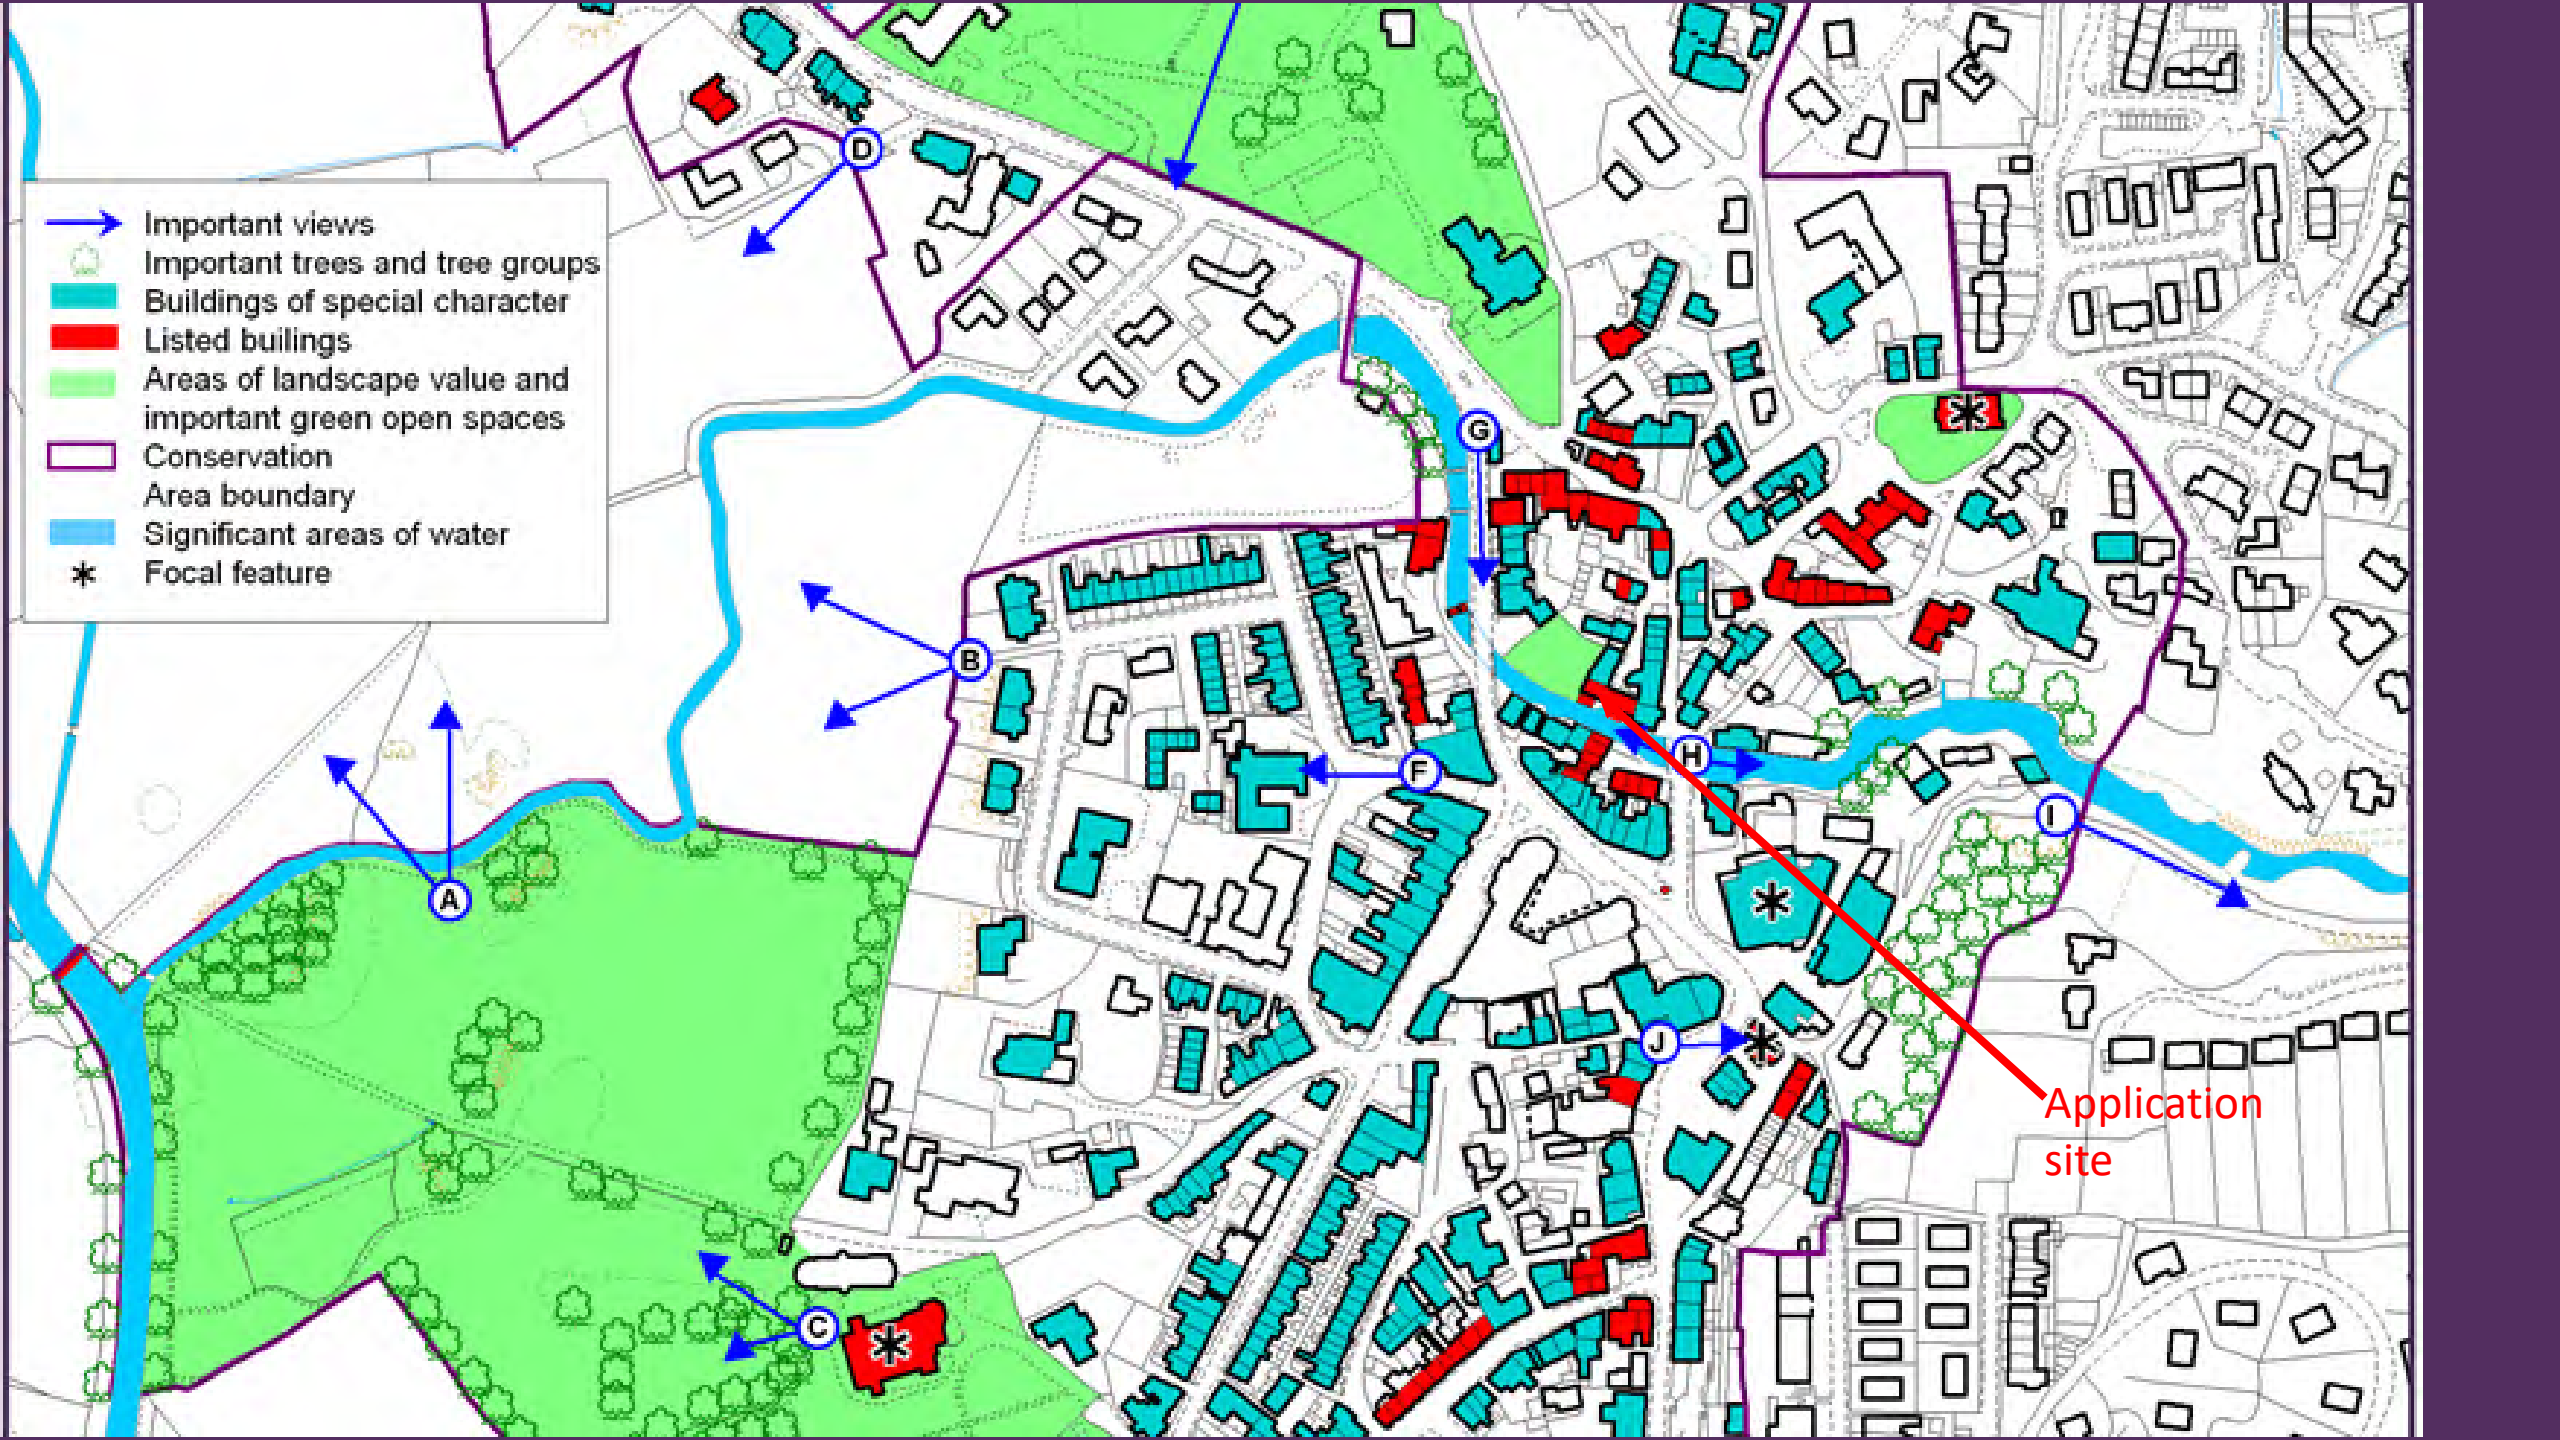 D
Important views
Important trees and tree groups
Buildings of special character
Listed builings
Areas of landscape value and
important green open spaces
Conservation
Area boundary
Significant areas of water
Focal feature
G
B
F
H
I
A
J
Application
site
C